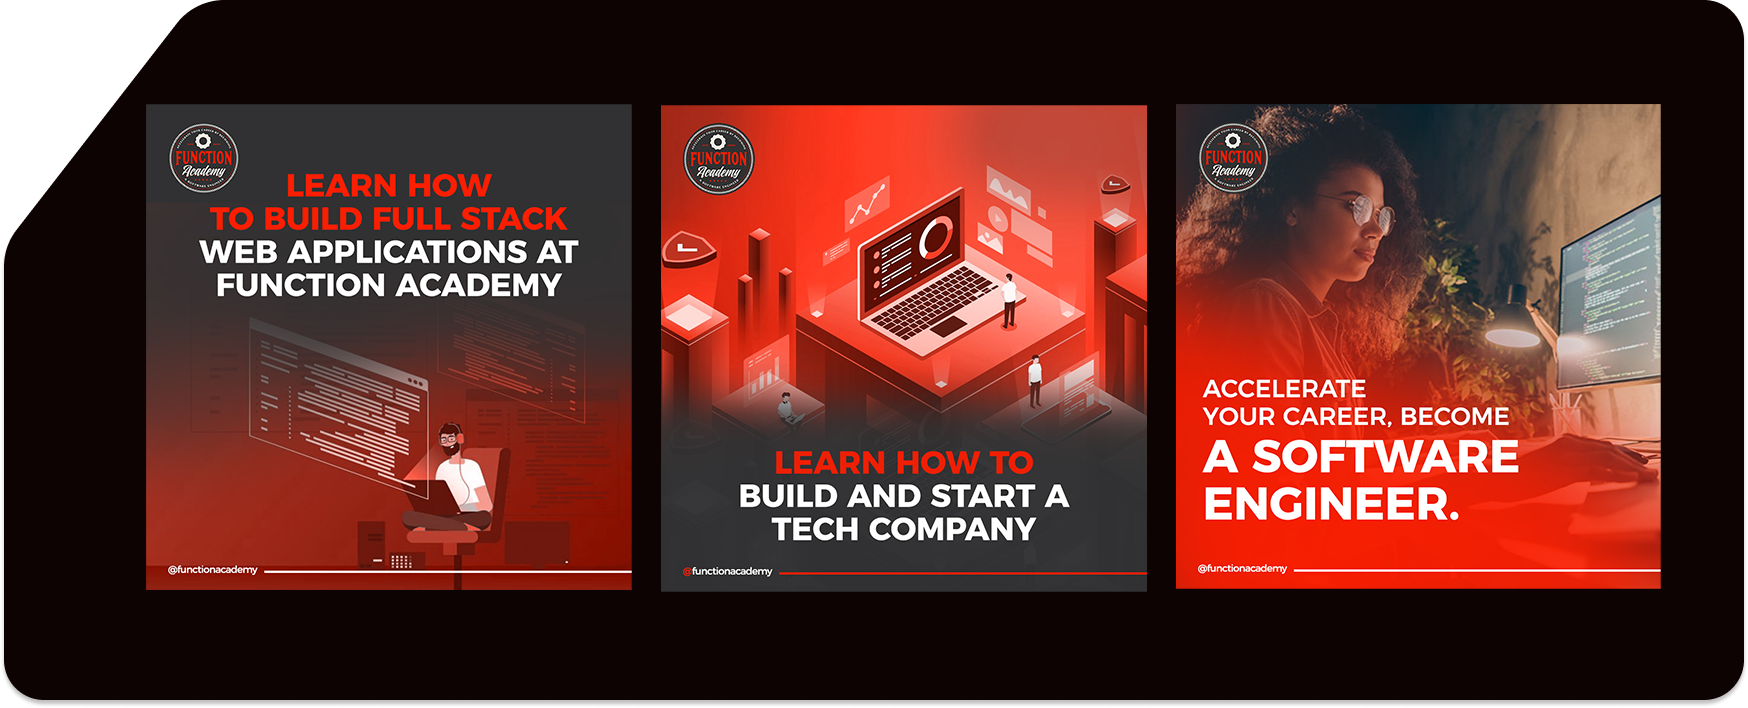 FUNCTION
Academy
LEARN HOW
TO BUILD FULL STACK
WEB APPLICATIONS AT
FUNCTION ACADEMY
@functionacademy
FUNCTION
Academy
LEARN HOW TO
BUILD AND START A
TECH COMPANY
@functionacademy
FUNCTION
Academy
ACCELERATE
YOUR CAREER, BECOME
A SOFTWARE
ENGINEER.
@functionacademy